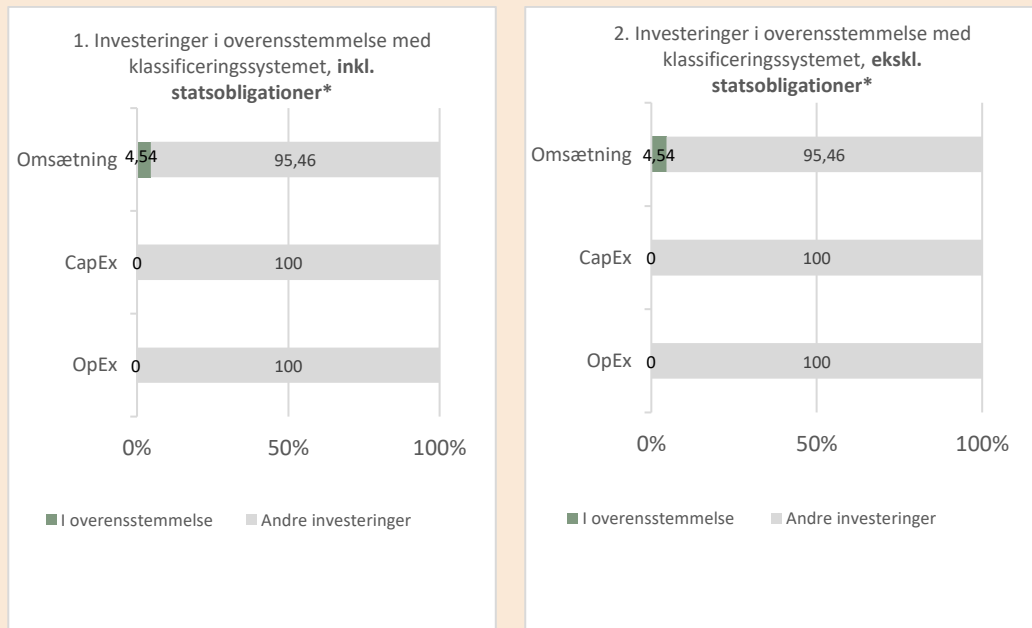 1. Investeringer i overensstemmelse med
klassificeringssystemet, inkl.
statsobligationer*
Omsætning 4,54 95,46
CapEx 0 100
OpEx 0 100
0% 50% 100%
I overensstemmelse Andre investeringer
2. Investeringer i overensstemmelse med
klassificeringssystemet, ekskl.
statsobligationer*
Omsætning 4,54 95,46
CapEx 0 100
OpEx 0 100
0% 50% 100%
I overensstemmelse Andre investeringer